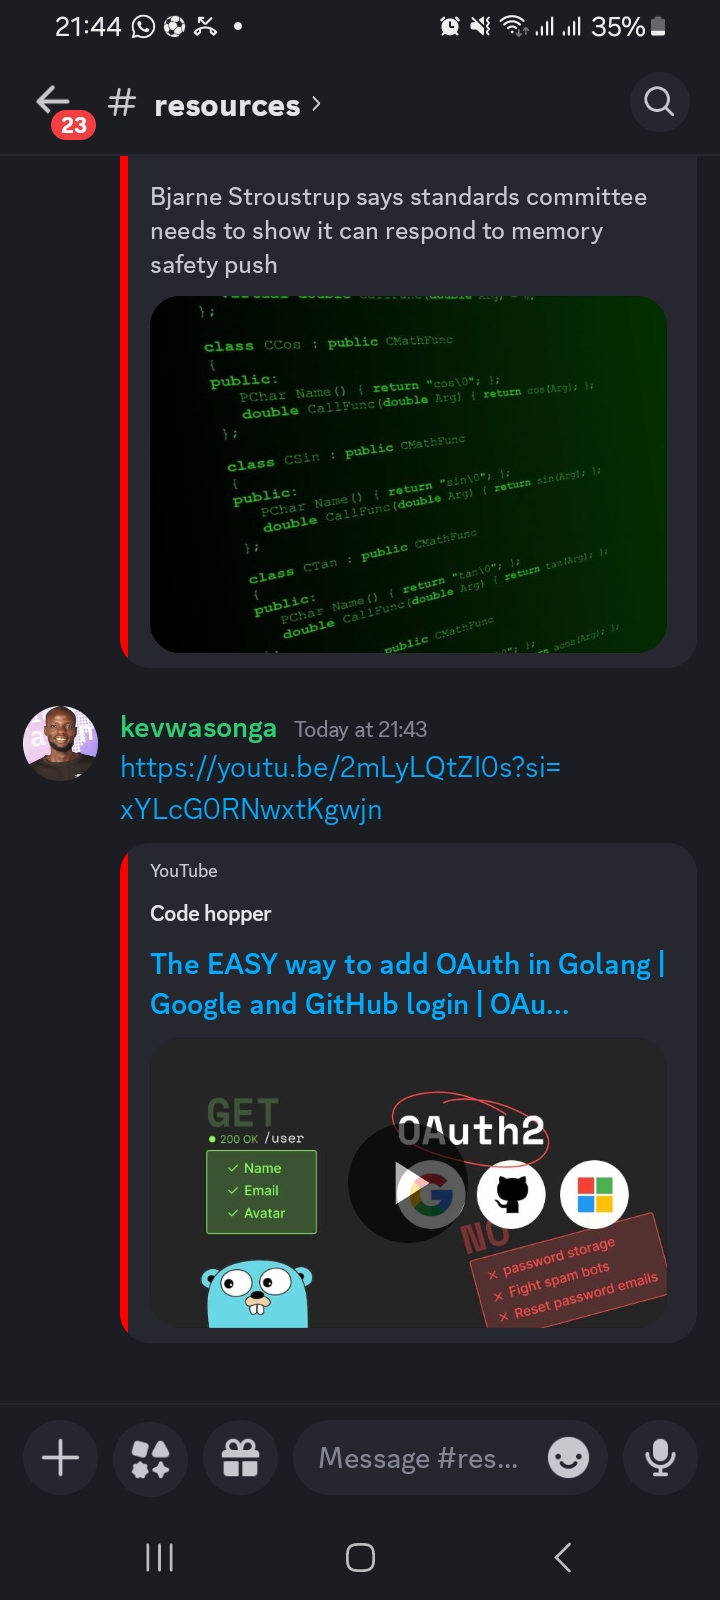 21:44
35%
23
# resources
Bjarne Stroustrup says standards committee
needs to show it can respond to memory
safety push
};
class CCos : public CMathFunc
{
public:
PChar Name() { return "cos\0"; };
double CallFunc(double Arg) { return cos(Arg); };
};
class CSin : public CMathFunc
{
public:
PChar Name() { return "sin\0"; };
double CallFunc(double Arg) { return sin(Arg); };
};
class CTan : public CMathFunc
{
public:
PChar Name() { return "tan\0"; };
double CallFunc(double Arg) { return tan(Arg); };
public CMathFunc
kevwasonga Today at 21:43
https://youtu.be/2mLyLQtZI0s?si=
xYLcG0RNwxtKgwjn
YouTube
Code hopper
The EASY way to add OAuth in Golang |
Google and GitHub login | OAu...
GET
200 OK /user
✓ Name
✓ Email
✓ Avatar
OAuth2
NO
× password storage
× Fight spam bots
× Reset password emails
Message #res...